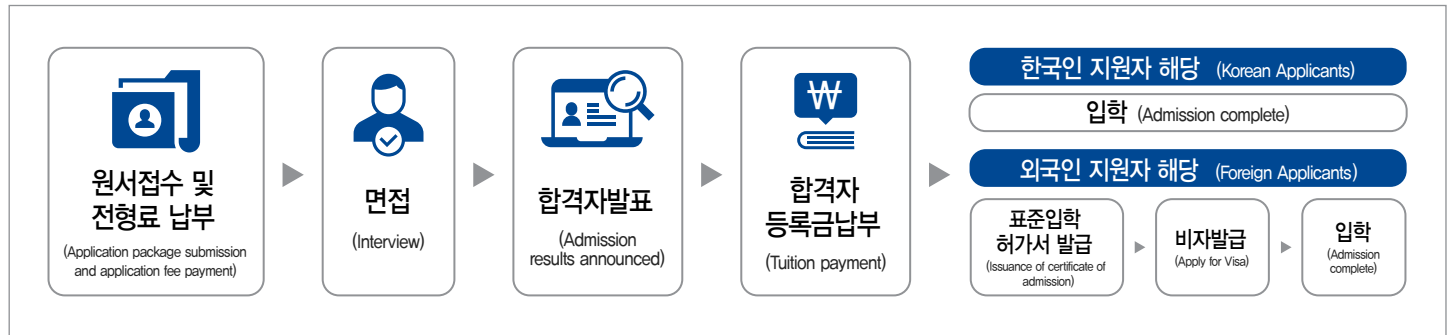 원서접수 및
전형료 납부
(Application package submission
and application fee payment)
면접
(Interview)
합격자발표
(Admission
results announced)
₩
합격자
등록금납부
(Tuition payment)
한국인 지원자 해당 (Korean Applicants)
입학 (Admission complete)
외국인 지원자 해당 (Foreign Applicants)
표준입학
허가서 발급
(Issuance of certificate of
admission)
비자발급
(Apply for Visa)
입학
(Admission
complete)